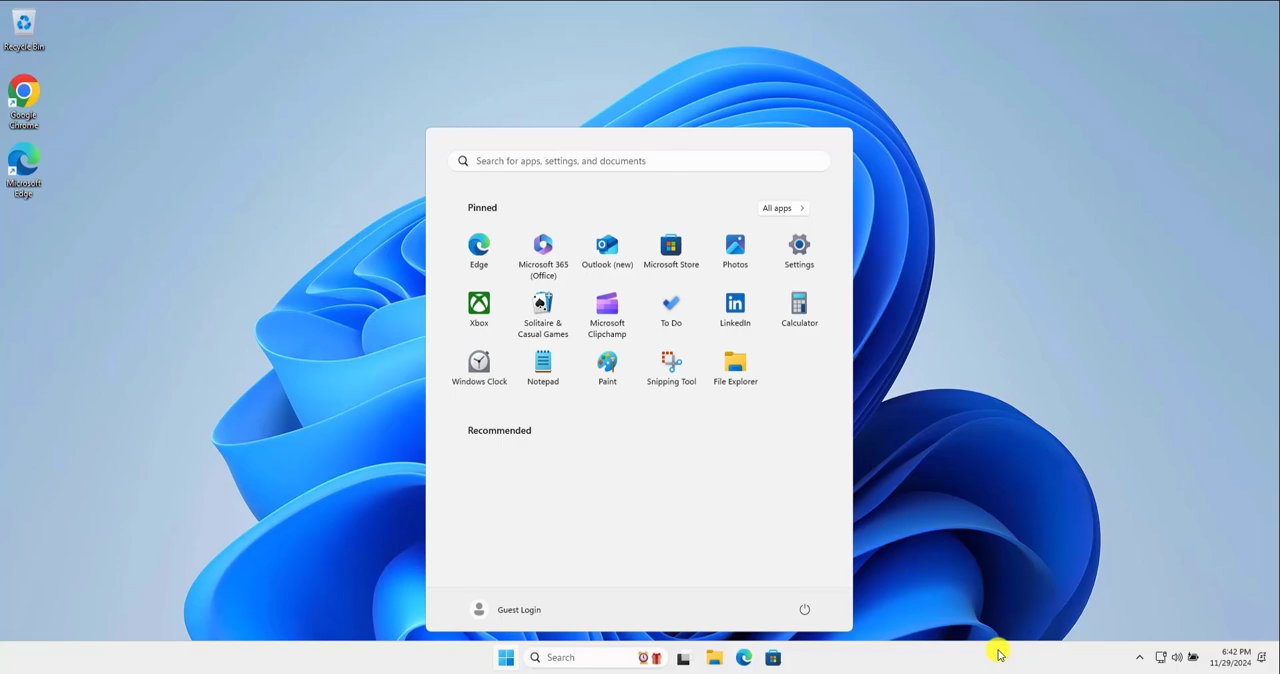 Recycle Bin
Google
Chrome
Microsoft
Edge
Search for apps, settings, and documents
Pinned
All apps
Edge
Microsoft 365
(Office)
Outlook (new)
Microsoft Store
Photos
Settings
Xbox
Solitaire &
Casual Games
Microsoft
Clipchamp
To Do
LinkedIn
Calculator
Windows Clock
Notepad
Paint
Snipping Tool
File Explorer
Recommended
Guest Login
Search
6:42 PM
11/29/2024